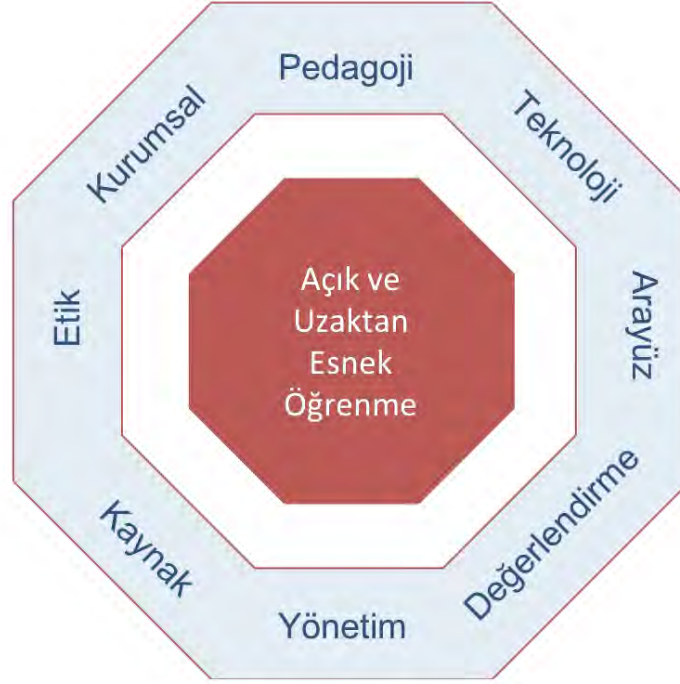 Pedagoji
Teknoloji
Arayüz
Değerlendirme
Yönetim
Kaynak
Etik
Kurumsal
Açık ve
Uzaktan
Esnek
Öğrenme